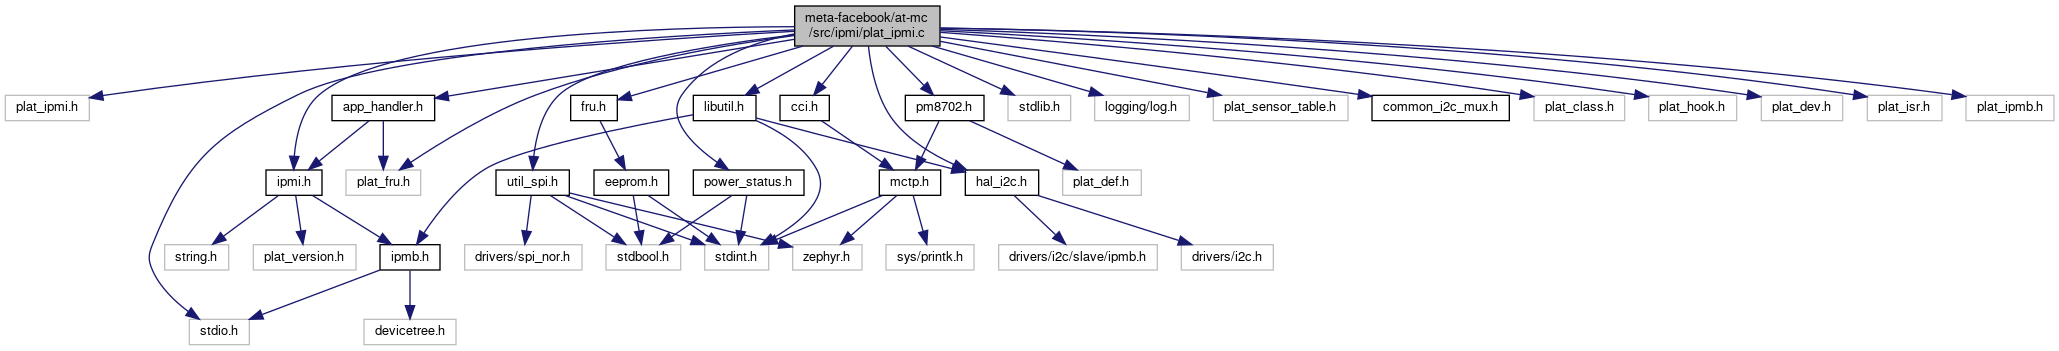 meta-facebook/at-mc
/src/ipmi/plat_ipmi.c
plat_ipmi.h
app_handler.h
fru.h
libutil.h
cci.h
pm8702.h
stdlib.h
logging/log.h
plat_sensor_table.h
common_i2c_mux.h
plat_class.h
plat_hook.h
plat_dev.h
plat_isr.h
plat_ipmb.h
ipmi.h
plat_fru.h
util_spi.h
eeprom.h
power_status.h
mctp.h
hal_i2c.h
plat_def.h
string.h
plat_version.h
ipmb.h
drivers/spi_nor.h
stdbool.h
stdint.h
zephyr.h
sys/printk.h
drivers/i2c/slave/ipmb.h
drivers/i2c.h
stdio.h
devicetree.h